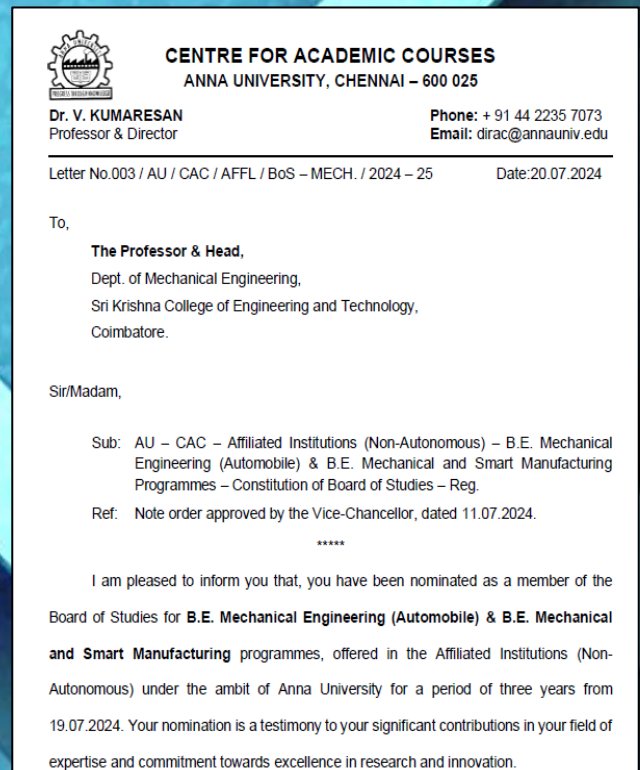 CENTRE FOR ACADEMIC COURSES
ANNA UNIVERSITY, CHENNAI – 600 025
Dr. V. KUMARESAN
Professor & Director
Phone: + 91 44 2235 7073
Email: dirac@annauniv.edu
Letter No.003 / AU / CAC / AFFL / BoS – MECH. / 2024 – 25 Date:20.07.2024
To,
The Professor & Head,
Dept. of Mechanical Engineering,
Sri Krishna College of Engineering and Technology,
Coimbatore.
Sir/Madam,
Sub: AU – CAC – Affiliated Institutions (Non-Autonomous) – B.E. Mechanical
Engineering (Automobile) & B.E. Mechanical and Smart Manufacturing
Programmes – Constitution of Board of Studies – Reg.
Ref: Note order approved by the Vice-Chancellor, dated 11.07.2024.
*****
I am pleased to inform you that, you have been nominated as a member of the
Board of Studies for B.E. Mechanical Engineering (Automobile) & B.E. Mechanical
and Smart Manufacturing programmes, offered in the Affiliated Institutions (Non-
Autonomous) under the ambit of Anna University for a period of three years from
19.07.2024. Your nomination is a testimony to your significant contributions in your field of
expertise and commitment towards excellence in research and innovation.